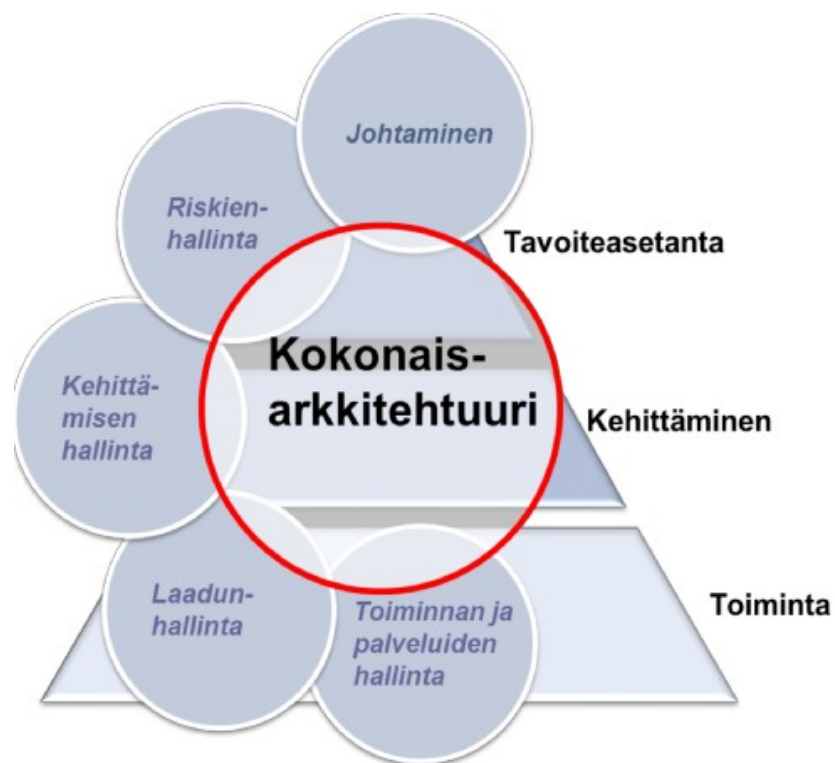 Johtaminen
Riskien-
hallinta
Tavoiteasetanta
Kokonais-
arkkitehtuuri
Kehittä-
misen
hallinta
Kehittäminen
Laadun-
hallinta
Toiminnan ja
palveluiden
hallinta
Toiminta